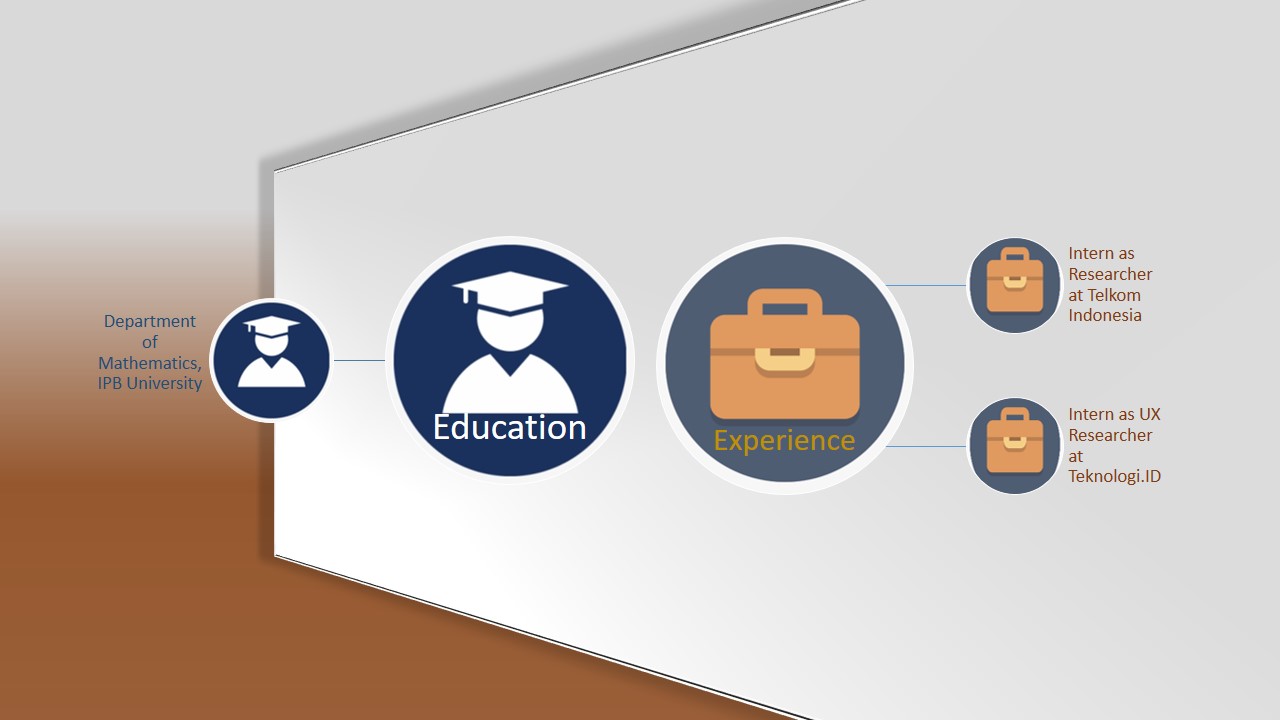 Department
of
Mathematics,
IPB University
Education
Experience
Intern as
Researcher
at Telkom
Indonesia
Intern as UX
Researcher
at
Teknologi.ID